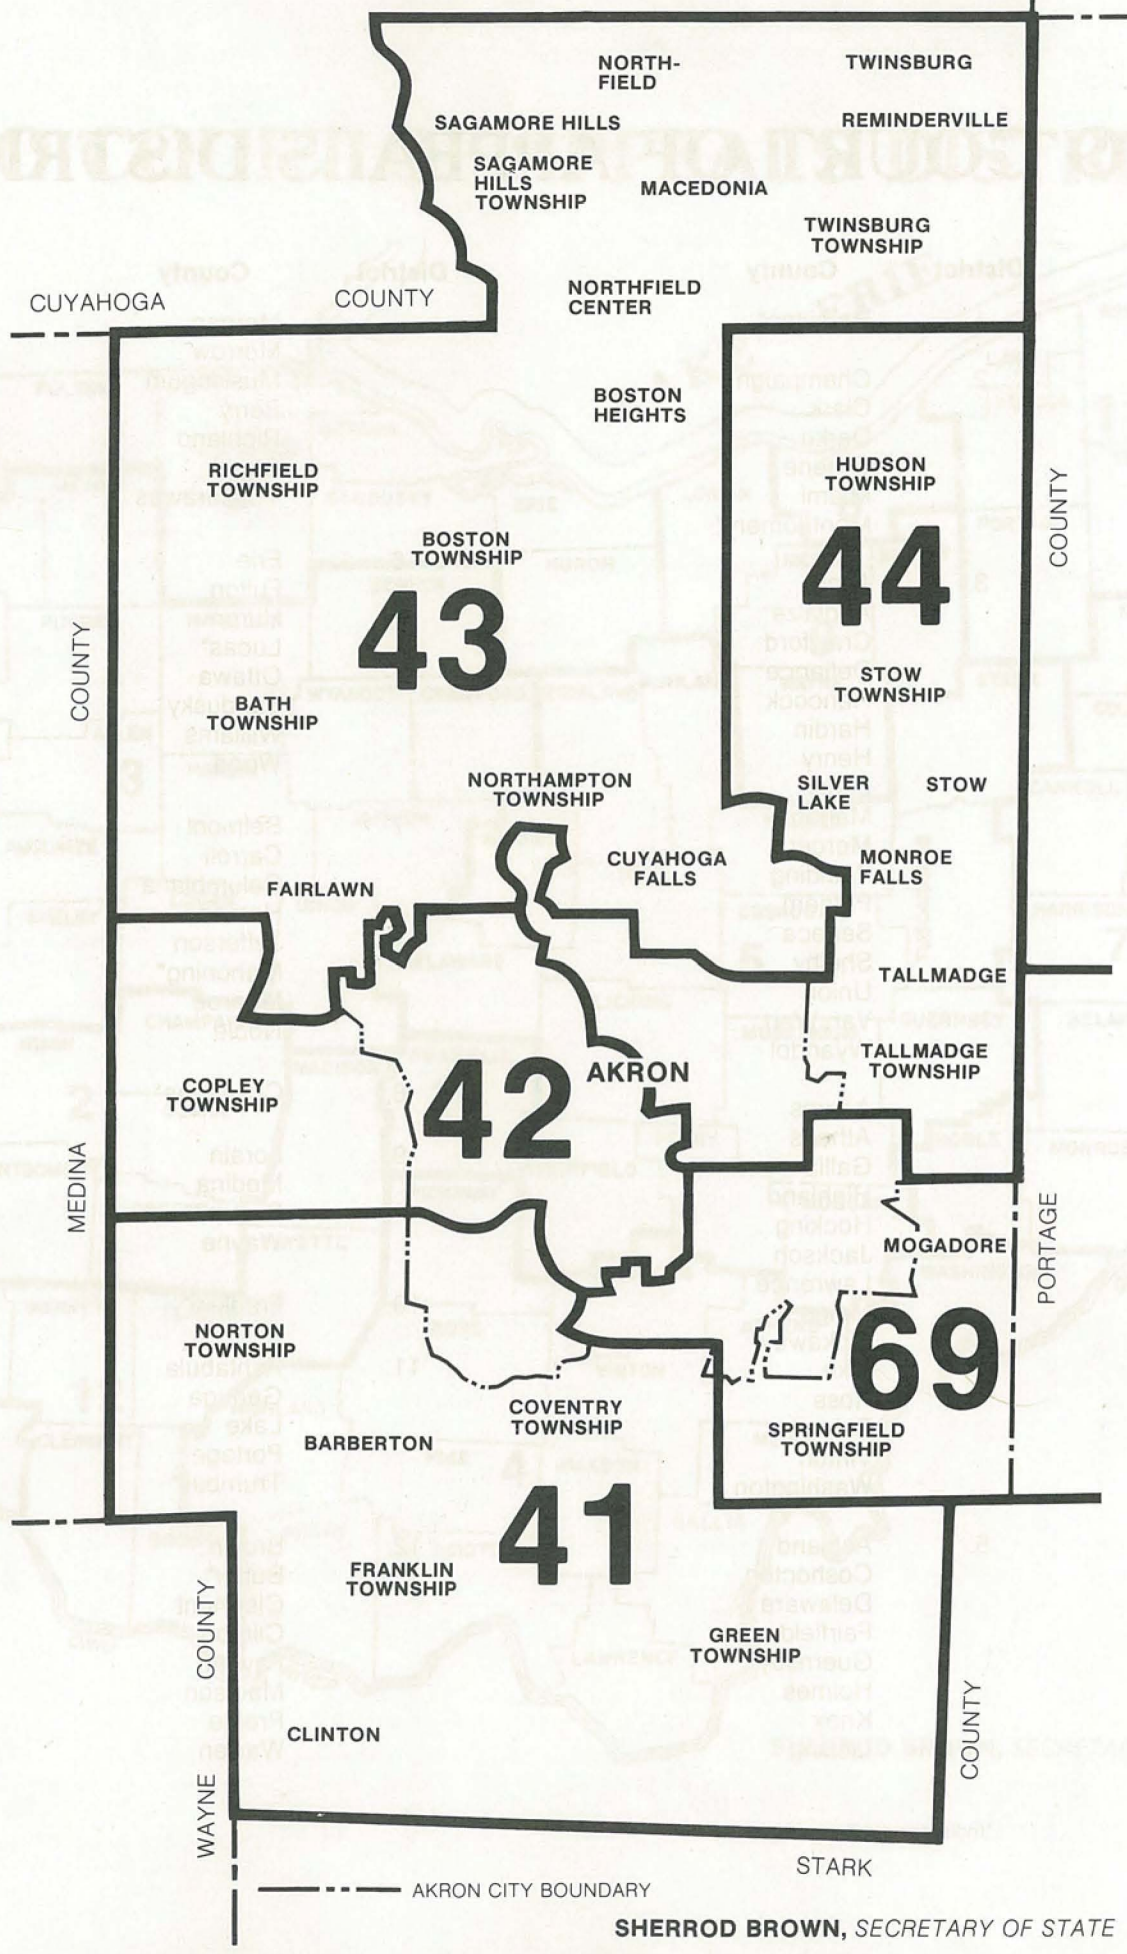 NORTH-
FIELD
TWINSBURG
SAGAMORE HILLS
REMINDERVILLE
SAGAMORE
HILLS
TOWNSHIP
MACEDONIA
TWINSBURG
TOWNSHIP
CUYAHOGA COUNTY
NORTHFIELD
CENTER
BOSTON
HEIGHTS
RICHFIELD
TOWNSHIP
HUDSON
TOWNSHIP
44
COUNTY
BOSTON
TOWNSHIP
43
COUNTY
BATH
TOWNSHIP
STOW
TOWNSHIP
NORTHAMPTON
TOWNSHIP
SILVER
LAKE
STOW
CUYAHOGA
FALLS
MONROE
FALLS
FAIRLAWN
TALLMADGE
TALLMADGE
TOWNSHIP
COPLEY
TOWNSHIP
42
AKRON
MEDINA
PORTAGE
MOGADORE
NORTON
TOWNSHIP
69
COVENTRY
TOWNSHIP
SPRINGFIELD
TOWNSHIP
BARBERTON
41
FRANKLIN
TOWNSHIP
GREEN
TOWNSHIP
CLINTON
WAYNE COUNTY
COUNTY
STARK
AKRON CITY BOUNDARY
SHERROD BROWN, SECRETARY OF STATE